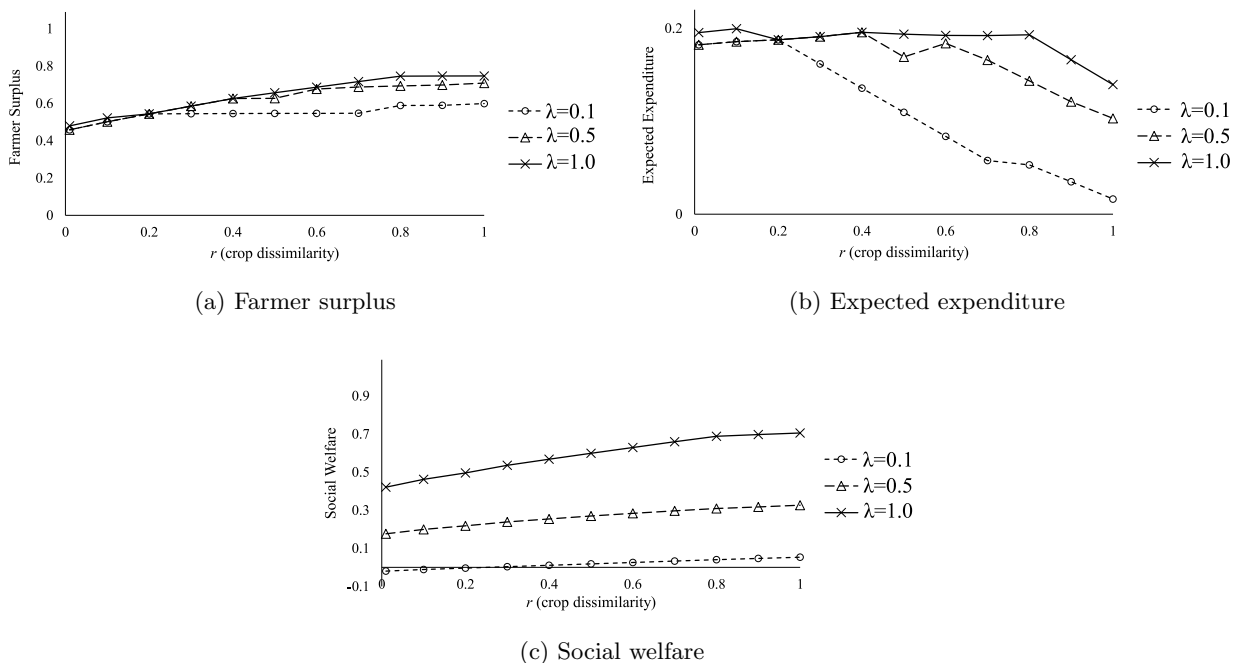 1
0.8
0.6
0.4
0.2
0
Farmer Surplus
0 0.2 0.4 0.6 0.8 1
r (crop dissimilarity)
λ=0.1
λ=0.5
λ=1.0
(a) Farmer surplus
0.2
0
Expected Expenditure
0 0.2 0.4 0.6 0.8 1
r (crop dissimilarity)
λ=0.1
λ=0.5
λ=1.0
(b) Expected expenditure
0.9
0.7
0.5
0.3
0.1
-0.1
Social Welfare
0 0.2 0.4 0.6 0.8 1
r (crop dissimilarity)
λ=0.1
λ=0.5
λ=1.0
(c) Social welfare